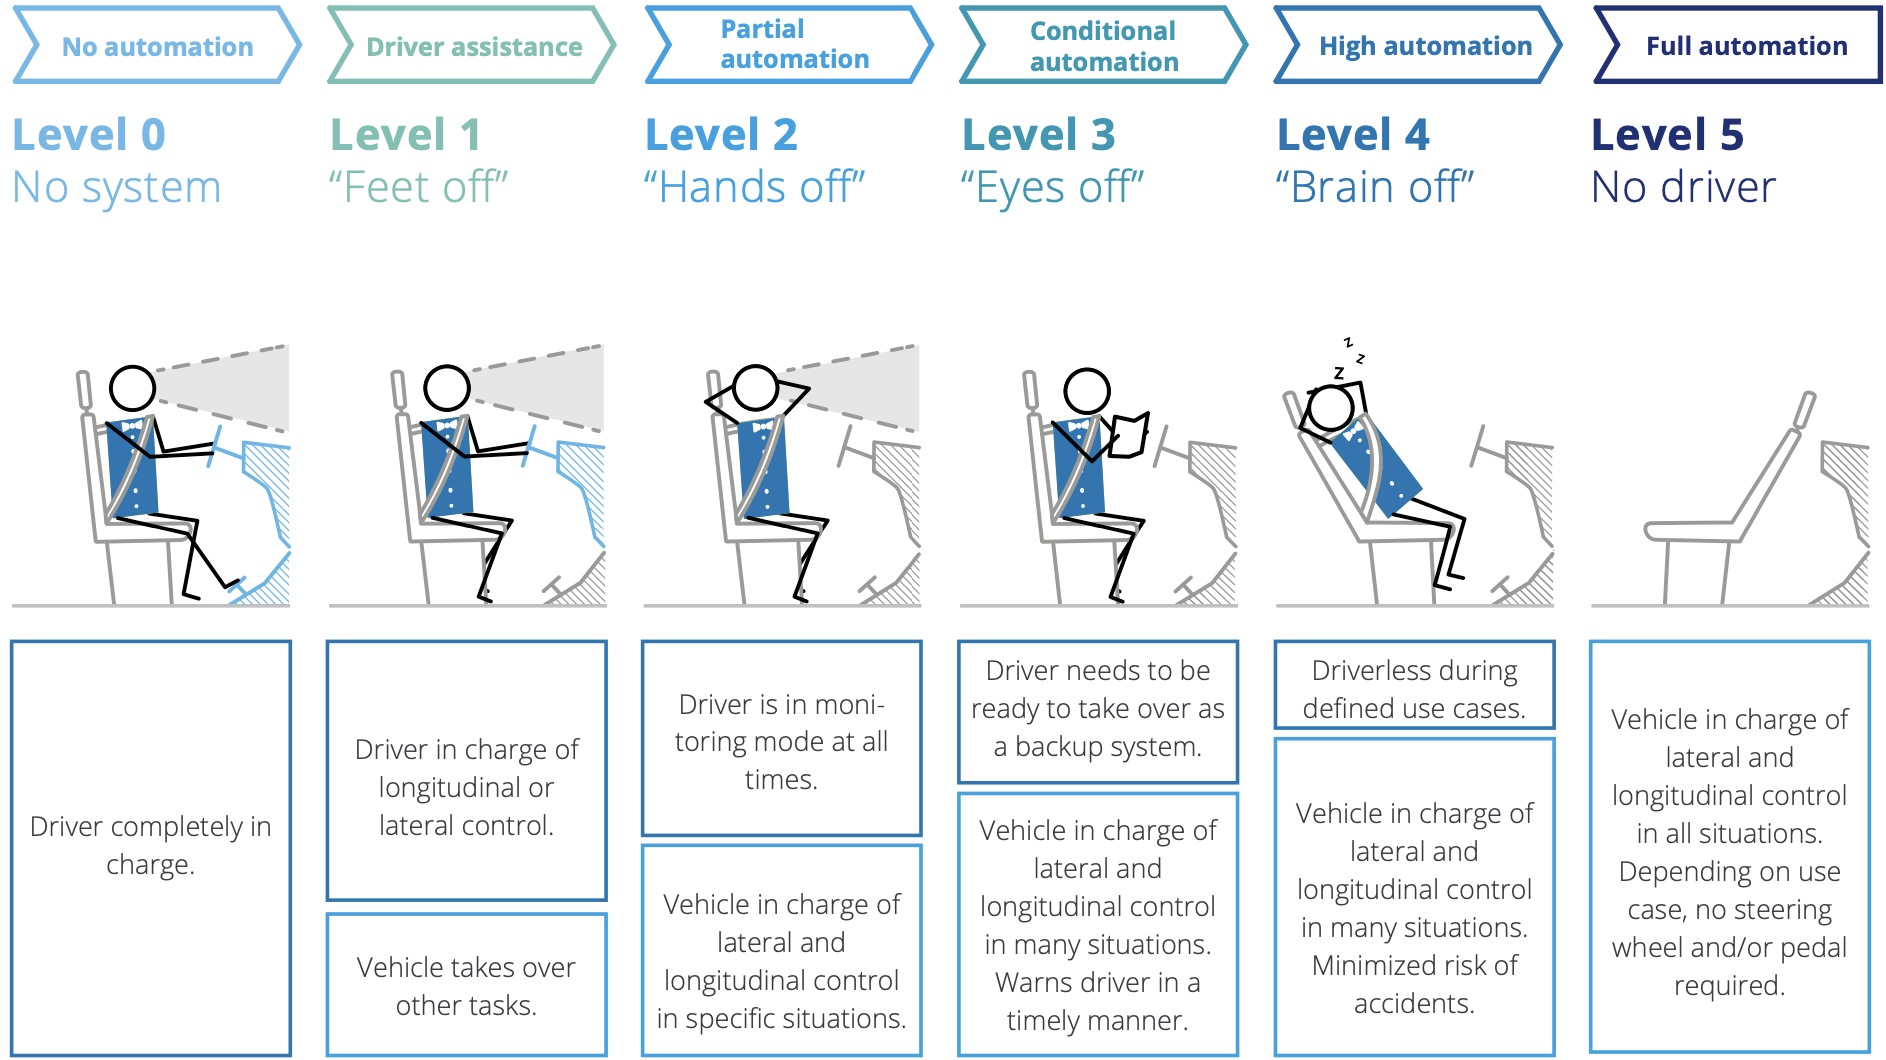 No automation
Driver assistance
Partial
automation
Conditional
automation
High automation
Full automation
Level 0
No system
Level 1
“Feet off”
Level 2
“Hands off”
Level 3
“Eyes off”
Level 4
“Brain off”
Level 5
No driver
z
z
z
Driver completely in
charge.
Driver in charge of
longitudinal or
lateral control.
Vehicle takes over
other tasks.
Driver is in moni-
toring mode at all
times.
Vehicle in charge of
lateral and
longitudinal control
in specific situations.
Driver needs to be
ready to take over as
a backup system.
Vehicle in charge of
lateral and
longitudinal control
in many situations.
Warns driver in a
timely manner.
Driverless during
defined use cases.
Vehicle in charge of
lateral and
longitudinal control
in many situations.
Minimized risk of
accidents.
Vehicle in charge of
lateral and
longitudinal control
in all situations.
Depending on use
case, no steering
wheel and/or pedal
required.